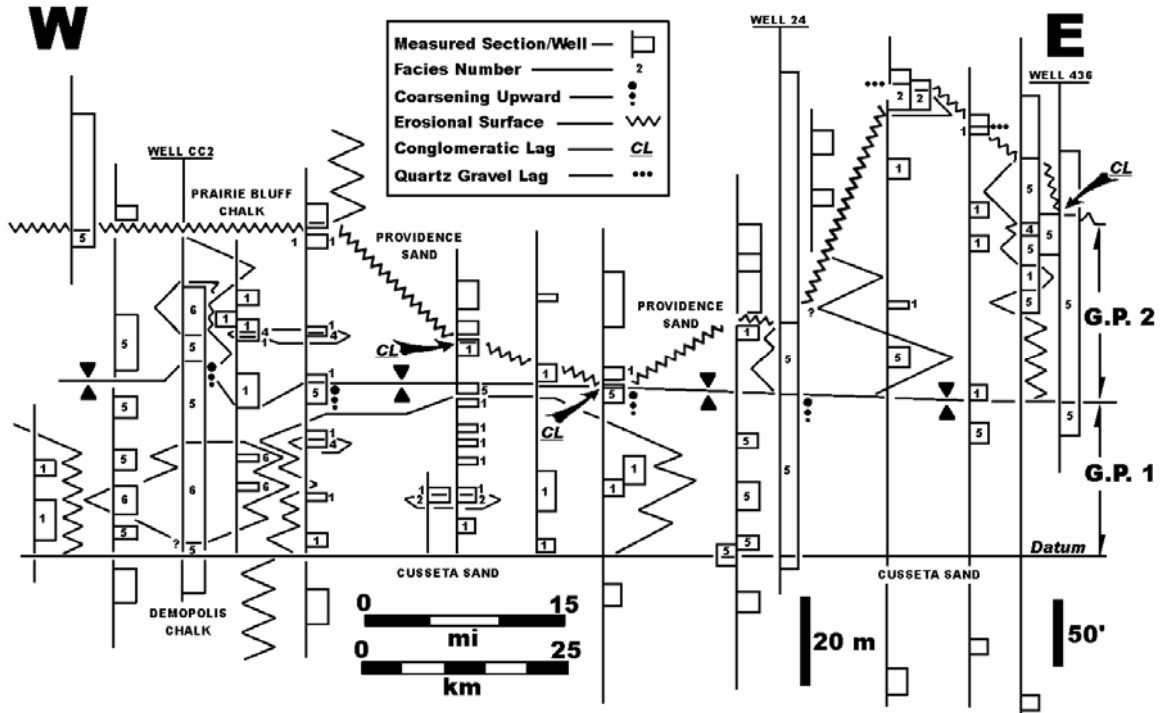 W
E
WELL 24
WELL 436
Measured Section/Well
Facies Number 2
Coarsening Upward
Erosional Surface
Conglomeratic Lag CL
Quartz Gravel Lag
WELL CC2
PRAIRIE BLUFF
CHALK
PROVIDENCE
SAND
PROVIDENCE
SAND
CL
CL
CL
G.P. 2
G.P. 1
Datum
CUSSETA SAND
CUSSETA SAND
DEMOPOLIS
CHALK
0 15
mi
0 25
km
20 m
50'